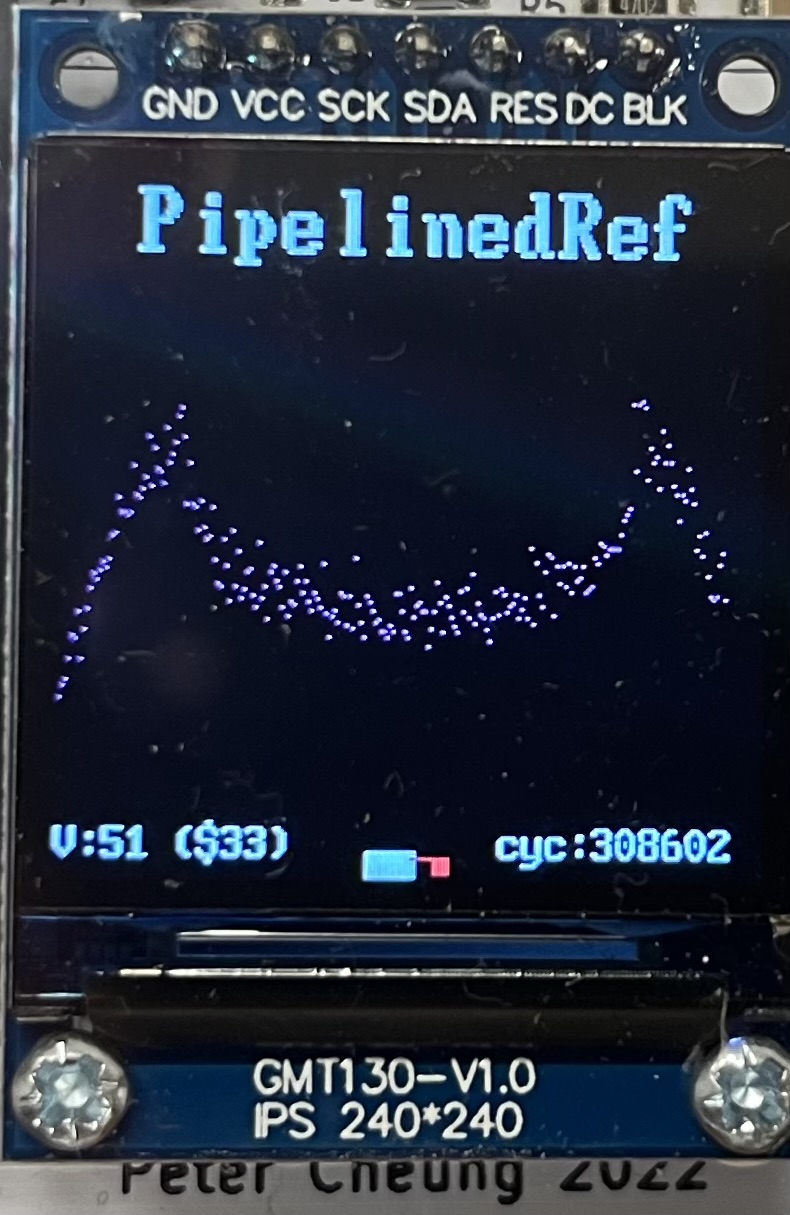 GND VCC SCK SDA RES DC BLK
PipelinedRef
V:51 ($33)
cyc:308602
GMT130-V1.0
IPS 240*240
Peter Cheung 2022